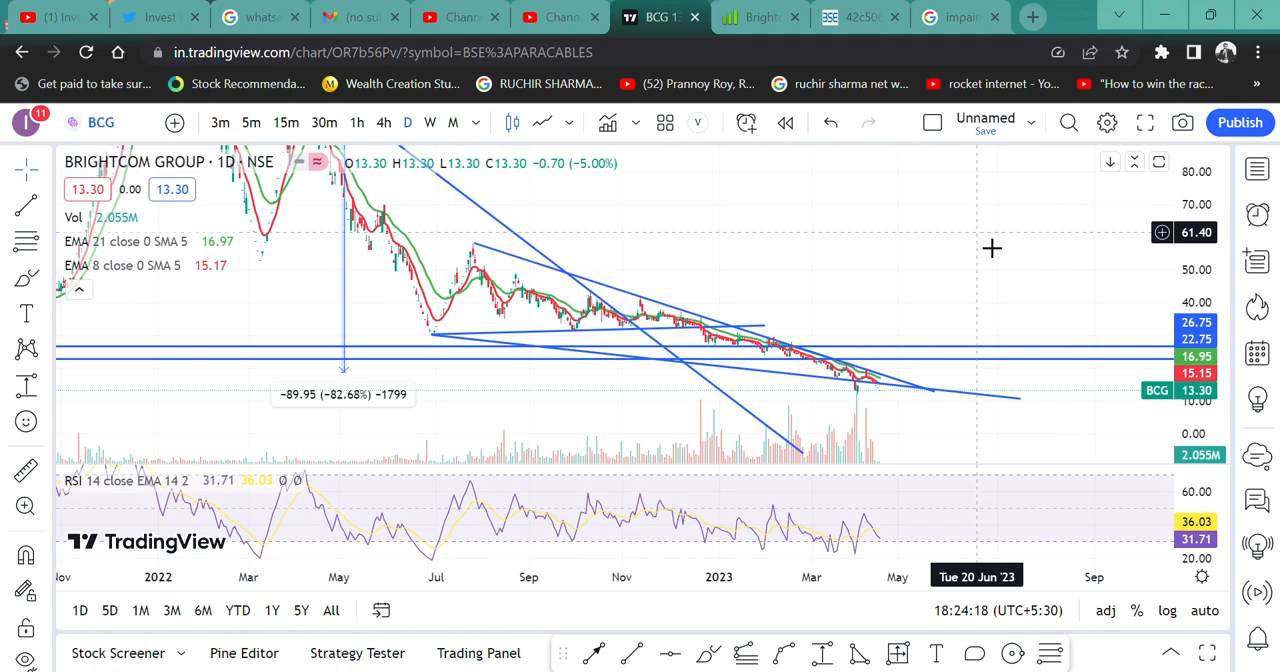 (1) Inv
Invest
whats
(no su
Chann
Chann
BCG 1
Bright
BSE 42c50
impair
in.tradingview.com/chart/OR7b56Pv/?symbol=BSE%3APARACABLES
Get paid to take sur... Stock Recommenda... Wealth Creation Stu... RUCHIR SHARMA... (52) Prannoy Roy, R... ruchir sharma net w... rocket internet - Yo... "How to win the rac... »
I 11 BCG 3m 5m 15m 30m 1h 4h D W M V Unnamed Save Publish
BRIGHTCOM GROUP · 1D · NSE O13.30 H13.30 L13.30 C13.30 −0.70 (−5.00%)
13.30 0.00 13.30
Vol 2.055M
EMA 21 close 0 SMA 5 16.97
EMA 8 close 0 SMA 5 15.17
80.00
70.00
61.40
50.00
40.00
26.75
22.75
16.95
15.15
BCG 13.30
10.00
0.00
2.055M
−89.95 (−82.68%) −1799
RSI 14 close EMA 14 2 31.71 36.03 Ø Ø
60.00
36.03
31.71
20.00
TradingView
Nov 2022 Mar May Jul Sep Nov 2023 Mar May Tue 20 Jun '23 Sep
1D 5D 1M 3M 6M YTD 1Y 5Y All 18:24:18 (UTC+5:30) adj % log auto
Stock Screener Pine Editor Strategy Tester Trading Panel T